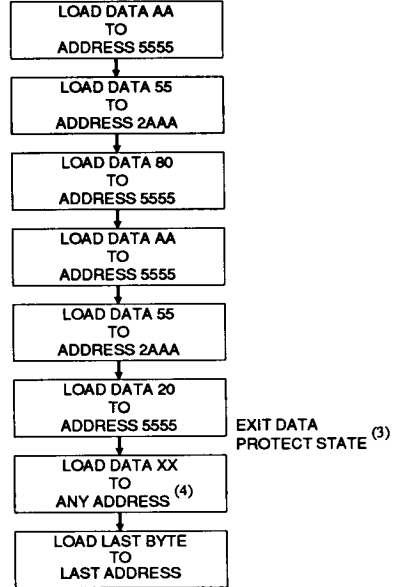 LOAD DATA AA
TO
ADDRESS 5555
LOAD DATA 55
TO
ADDRESS 2AAA
LOAD DATA 80
TO
ADDRESS 5555
LOAD DATA AA
TO
ADDRESS 5555
LOAD DATA 55
TO
ADDRESS 2AAA
LOAD DATA 20
TO
ADDRESS 5555
EXIT DATA
PROTECT STATE (3)
LOAD DATA XX
TO
ANY ADDRESS (4)
LOAD LAST BYTE
TO
LAST ADDRESS